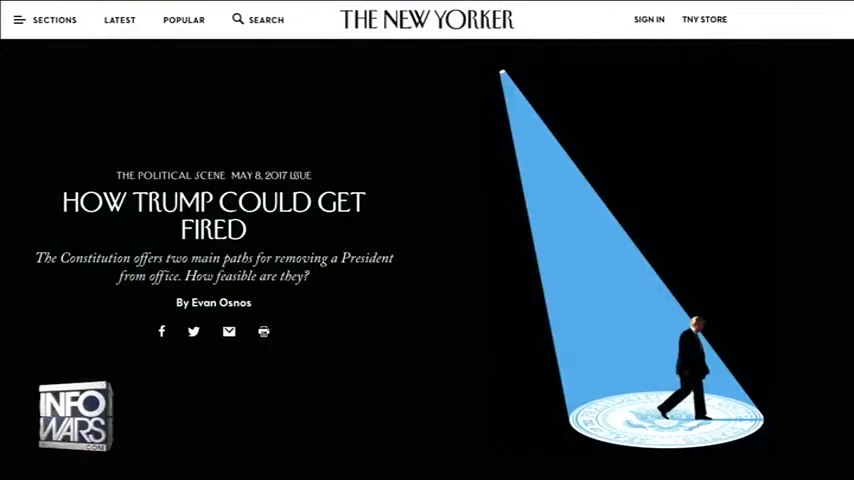 SECTIONS LATEST POPULAR SEARCH THE NEW YORKER SIGN IN TNY STORE
THE POLITICAL SCENE MAY 8, 2017 ISSUE
HOW TRUMP COULD GET
FIRED
The Constitution offers two main paths for removing a President
from office. How feasible are they?
By Evan Osnos
INFO
WARS
.COM